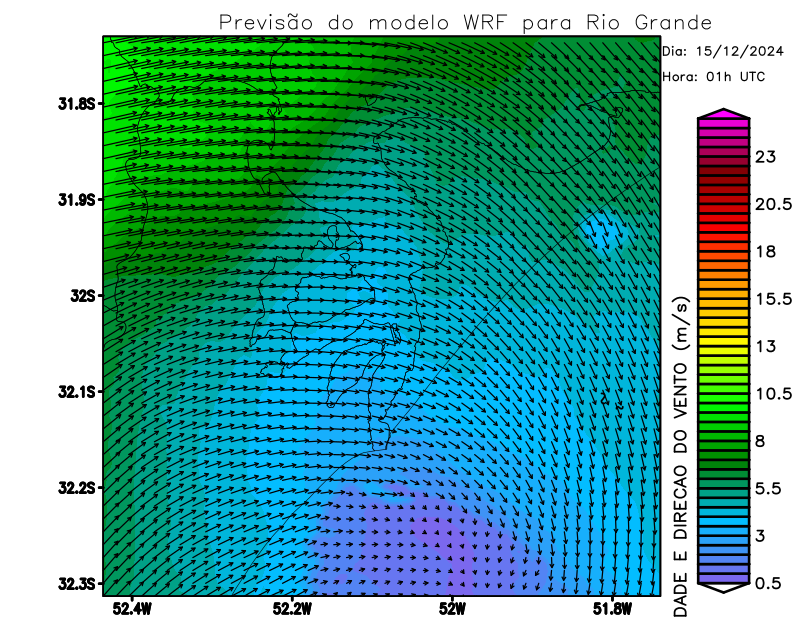 Previsão do modelo WRF para Rio Grande
Dia: 15/12/2024
Hora: 01h UTC
31.8S
31.9S
32S
32.1S
32.2S
32.3S
52.4W
52.2W
52W
51.8W
23
20.5
18
15.5
13
10.5
8
5.5
3
0.5
DADE E DIRECAO DO VENTO (m/s)